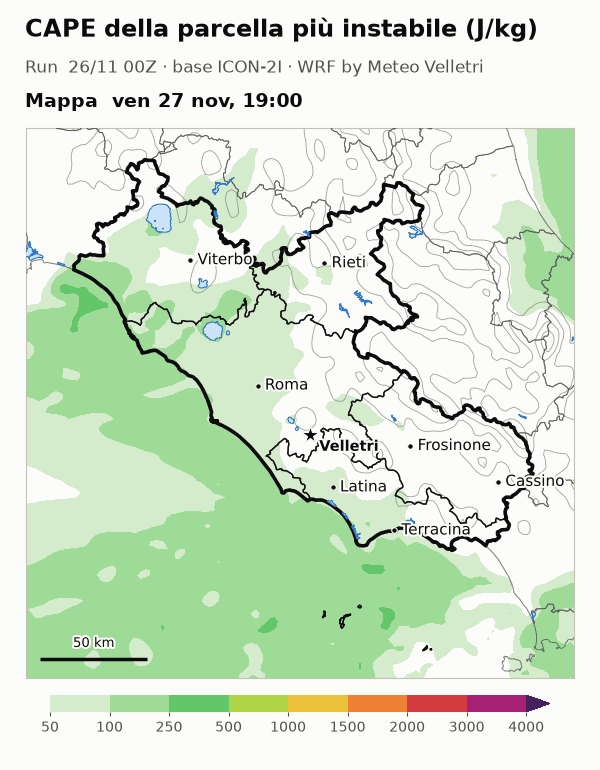 CAPE della parcella più instabile (J/kg)
Run  26/11 00Z · base ICON-2I · WRF by Meteo Velletri
Mappa  ven 27 nov, 19:00
Viterbo
Rieti
Roma
Velletri
Frosinone
Cassino
Latina
Terracina
50 km
50 100 250 500 1000 1500 2000 3000 4000